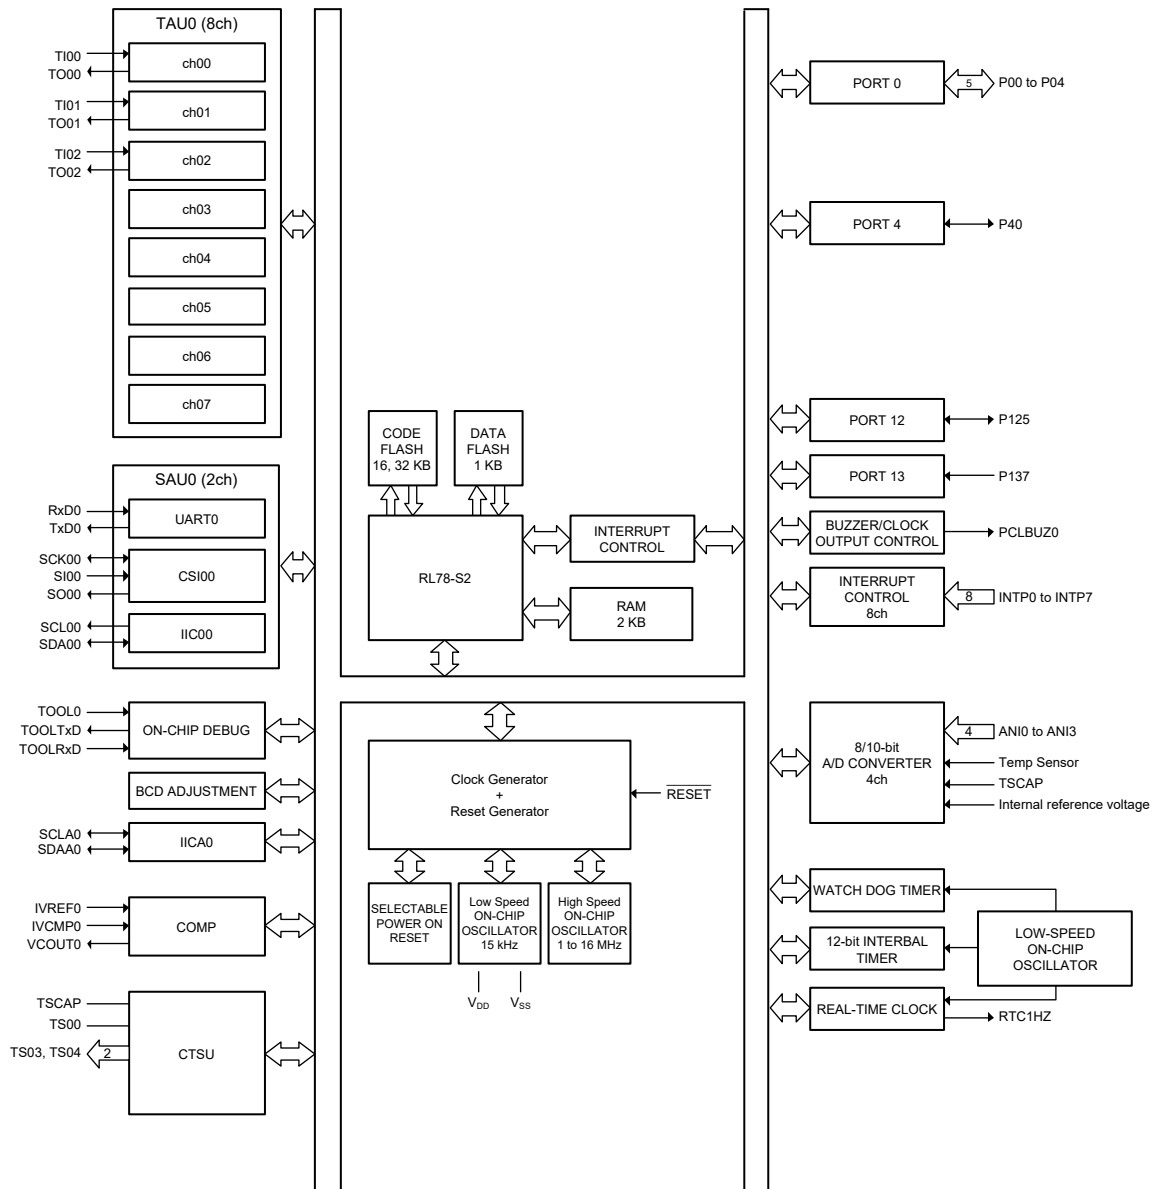 TAU0 (8ch)
TI00
TO00
ch00
TI01
TO01
ch01
TI02
TO02
ch02
ch03
ch04
ch05
ch06
ch07
SAU0 (2ch)
RxD0
TxD0
UART0
SCK00
SI00
SO00
CSI00
SCL00
SDA00
IIC00
TOOL0
TOOLTxD
TOOLRxD
ON-CHIP DEBUG
BCD ADJUSTMENT
SCLA0
SDAA0
IICA0
IVREF0
IVCMP0
VCOUT0
COMP
TSCAP
TS00
TS03, TS04
2
CTSU
CODE
FLASH
16, 32 KB
DATA
FLASH
1 KB
RL78-S2
INTERRUPT
CONTROL
RAM
2 KB
Clock Generator
+
Reset Generator
RESET
SELECTABLE
POWER ON
RESET
Low Speed
ON-CHIP
OSCILLATOR
15 kHz
High Speed
ON-CHIP
OSCILLATOR
1 to 16 MHz
VDD
VSS
PORT 0
5
P00 to P04
PORT 4
P40
PORT 12
P125
PORT 13
P137
BUZZER/CLOCK
OUTPUT CONTROL
PCLBUZ0
INTERRUPT
CONTROL
8ch
8
INTP0 to INTP7
8/10-bit
A/D CONVERTER
4ch
4
ANI0 to ANI3
Temp Sensor
TSCAP
Internal reference voltage
WATCH DOG TIMER
12-bit INTERBAL
TIMER
REAL-TIME CLOCK
LOW-SPEED
ON-CHIP
OSCILLATOR
RTC1HZ